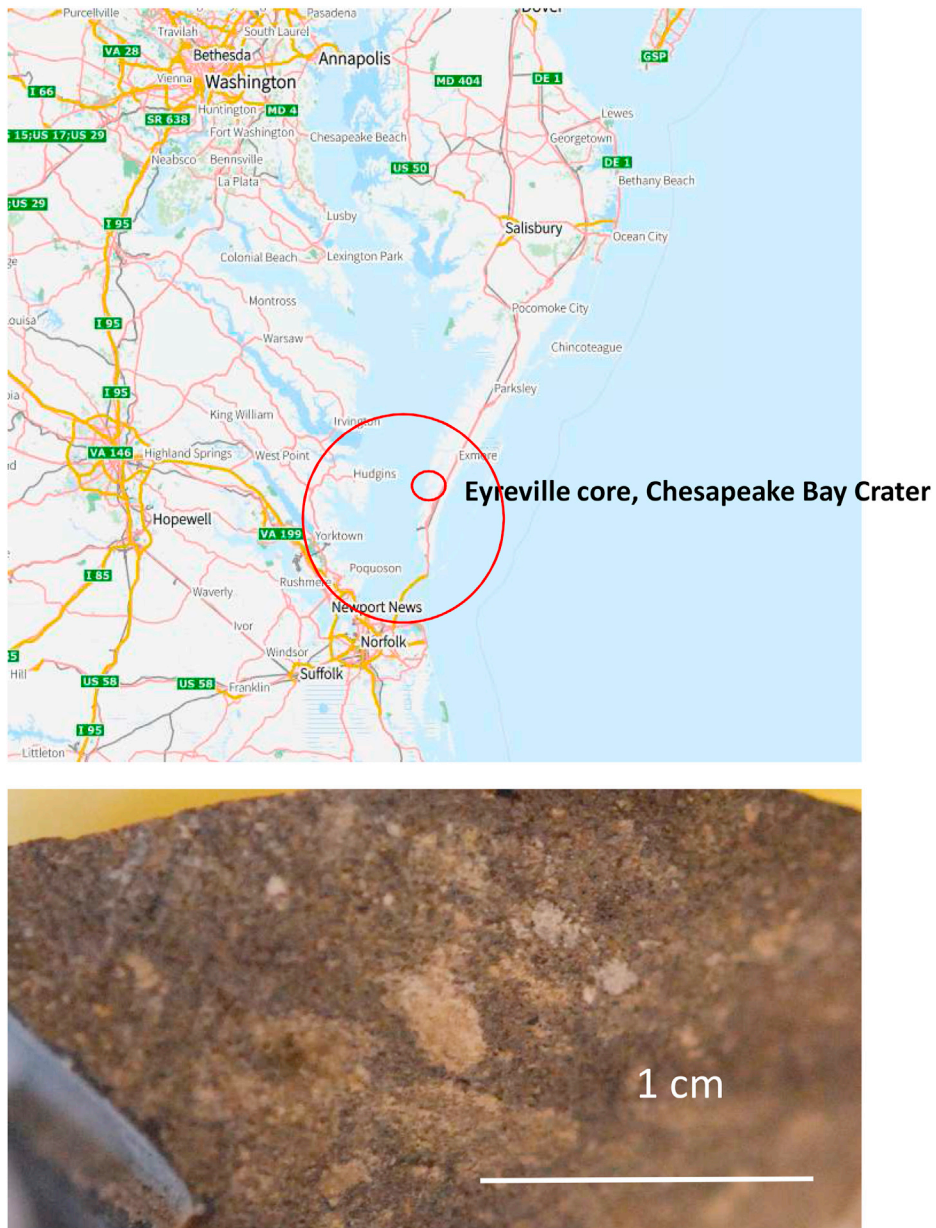 Purcellville
Pasadena
Dover
Travilah
South Laurel
VA 28
Bethesda
Annapolis
GSP
Vienna
Washington
MD 404
DE 1
I 66
Huntington
MD 4
Lewes
SR 638
15;US 17;US 29
Fort Washington
Chesapeake Beach
Georgetown
Neabsco
Bennsville
US 50
DE 1
La Plata
Bethany Beach
;US 29
Lusby
I 95
Salisbury
Ocean City
Colonial Beach
Lexington Park
Montross
Pocomoke City
I 95
Warsaw
Chincoteague
I 95
Parksley
King William
Irvington
VA 146
Highland Springs
West Point
Exmore
Hudgins
Eyreville core, Chesapeake Bay Crater
Hopewell
VA 199
Yorktown
I 85
Poquoson
Rushmere
Waverly
Newport News
Ivor
Norfolk
Windsor
Hill
Suffolk
US 58
US 58
Franklin
I 95
Littleton
1 cm